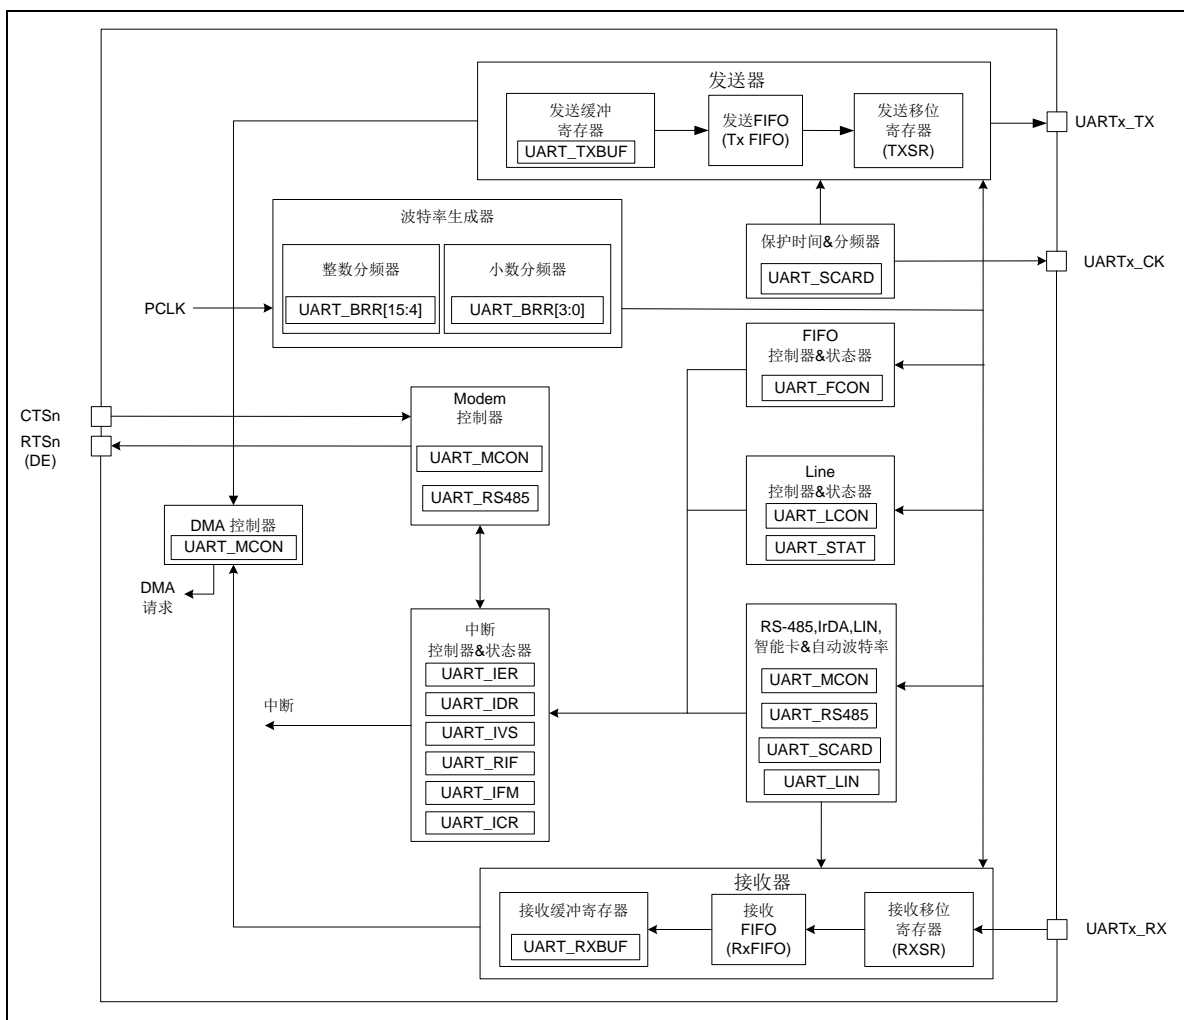 发送器
发送缓冲
寄存器
UART_TXBUF
发送FIFO
(Tx FIFO)
发送移位
寄存器
(TXSR)
UARTx_TX
波特率生成器
整数分频器
UART_BRR[15:4]
小数分频器
UART_BRR[3:0]
PCLK
保护时间&分频器
UART_SCARD
UARTx_CK
FIFO
控制器&状态器
UART_FCON
CTSn
RTSn
(DE)
Modem
控制器
UART_MCON
UART_RS485
Line
控制器&状态器
UART_LCON
UART_STAT
DMA 控制器
UART_MCON
DMA
请求
中断
控制器&状态器
UART_IER
UART_IDR
UART_IVS
UART_RIF
UART_IFM
UART_ICR
中断
RS-485,IrDA,LIN,
智能卡&自动波特率
UART_MCON
UART_RS485
UART_SCARD
UART_LIN
接收器
接收缓冲寄存器
UART_RXBUF
接收
FIFO
(RxFIFO)
接收移位
寄存器
(RXSR)
UARTx_RX